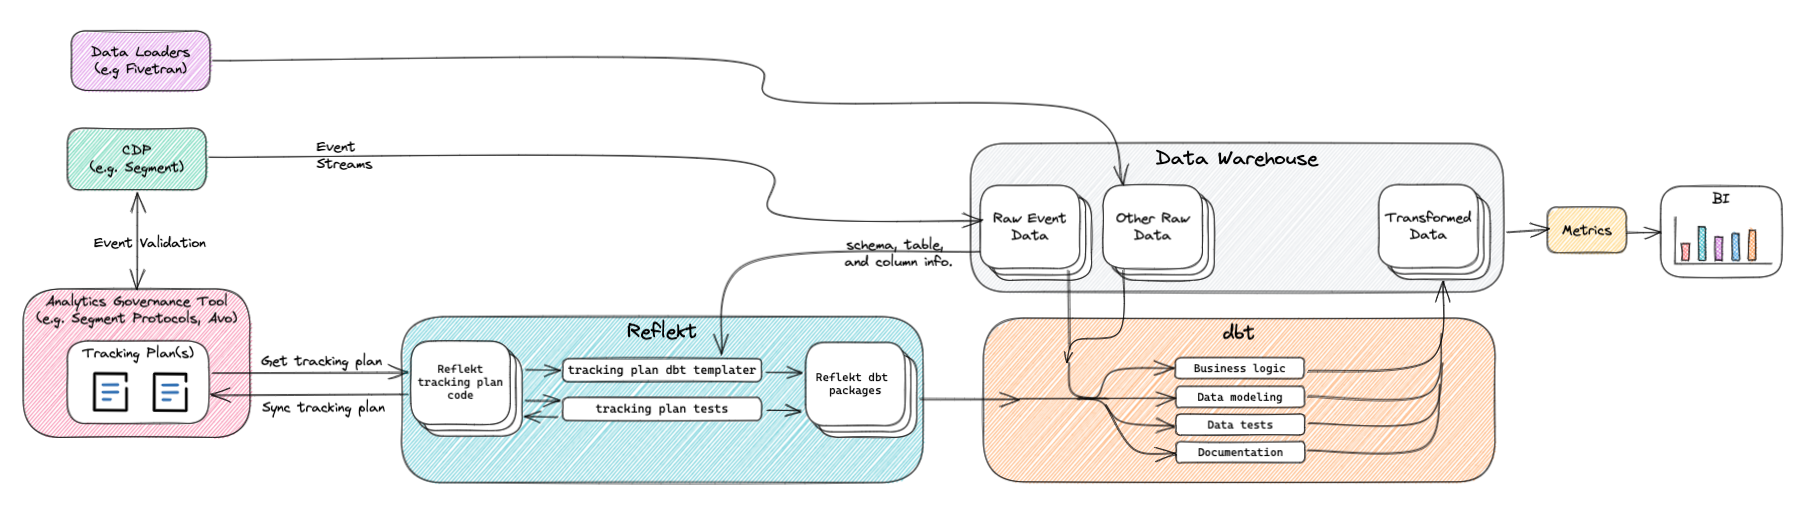 Data Loaders
(e.g Fivetran)
CDP
(e.g. Segment)
Event
Streams
Event Validation
Analytics Governance Tool
(e.g. Segment Protocols, Avo)
Tracking Plan(s)
Get tracking plan
Sync tracking plan
Reflekt
Reflekt
tracking plan
code
tracking plan dbt templater
tracking plan tests
Reflekt dbt
packages
schema, table,
and column info.
Data Warehouse
Raw Event
Data
Other Raw
Data
Transformed
Data
dbt
Business logic
Data modeling
Data tests
Documentation
Metrics
BI